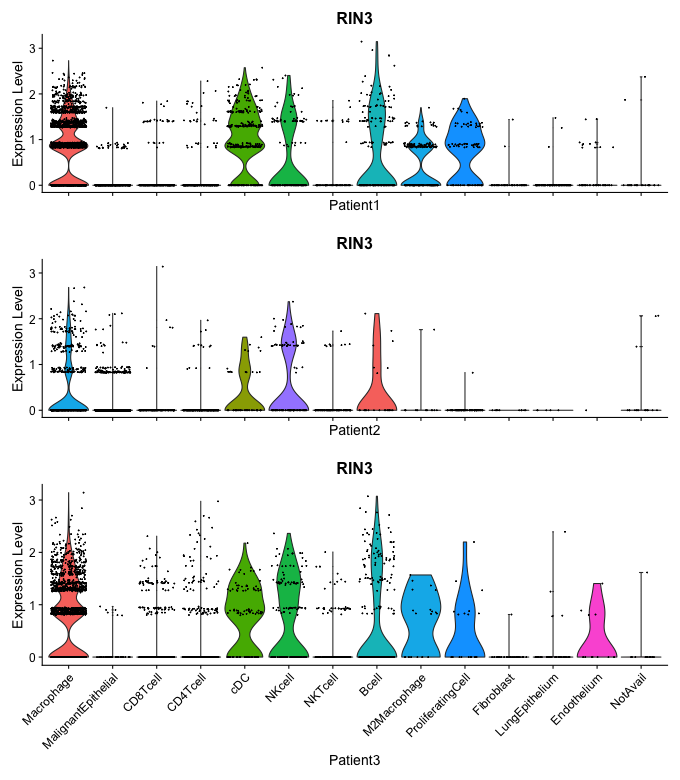 RIN3
Expression Level
3
2
1
0
Patient1
RIN3
Expression Level
3
2
1
0
Patient2
RIN3
Expression Level
3
2
1
0
Macrophage
MalignantEpithelial
CD8Tcell
CD4Tcell
cDC
NKcell
NKTcell
Bcell
M2Macrophage
ProliferatingCell
Fibroblast
LungEpithelium
Endothelium
NotAvail
Patient3